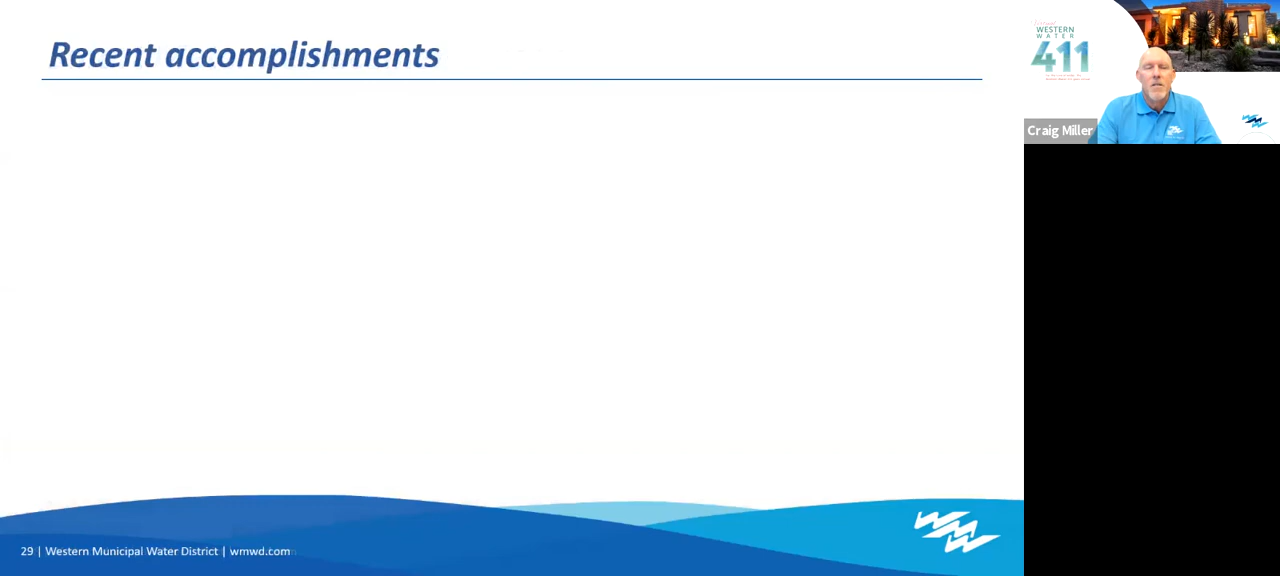 Recent accomplishments
WESTERN
WATER
411
Craig Miller
29 | Western Municipal Water District | wmwd.com